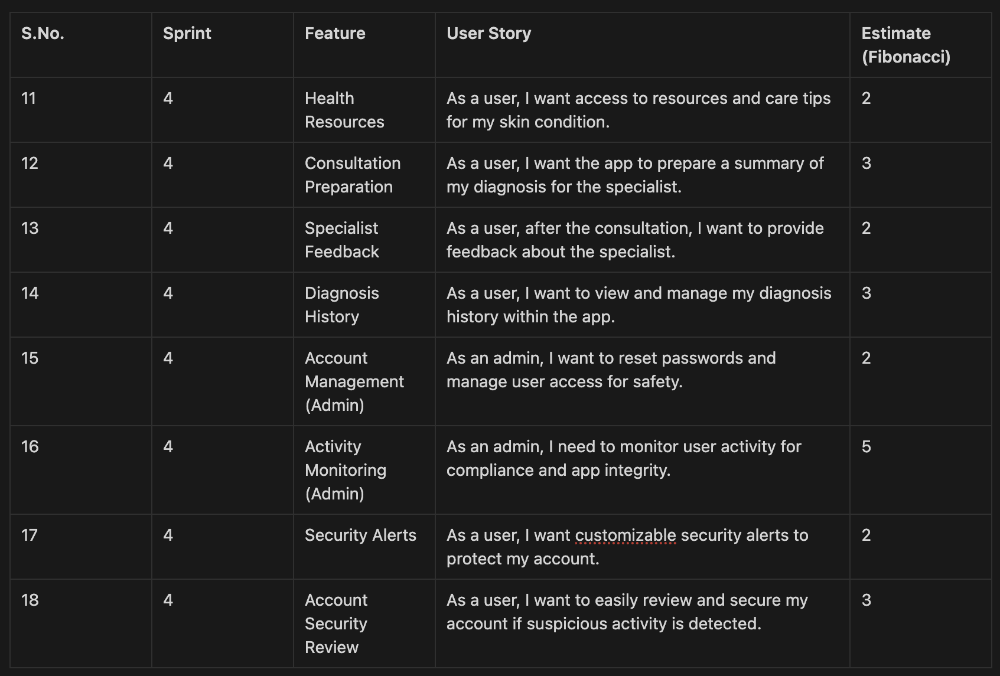 S.No. Sprint Feature User Story Estimate
(Fibonacci)
11 4 Health As a user, I want access to resources and care tips 2
Resources for my skin condition.
12 4 Consultation As a user, I want the app to prepare a summary of 3
Preparation my diagnosis for the specialist.
13 4 Specialist As a user, after the consultation, I want to provide 2
Feedback feedback about the specialist.
14 4 Diagnosis As a user, I want to view and manage my diagnosis 3
History history within the app.
15 4 Account As an admin, I want to reset passwords and 2
Management manage user access for safety.
(Admin)
16 4 Activity As an admin, I need to monitor user activity for 5
Monitoring compliance and app integrity.
(Admin)
17 4 Security Alerts As a user, I want customizable security alerts to 2
protect my account.
18 4 Account As a user, I want to easily review and secure my 3
Security account if suspicious activity is detected.
Review